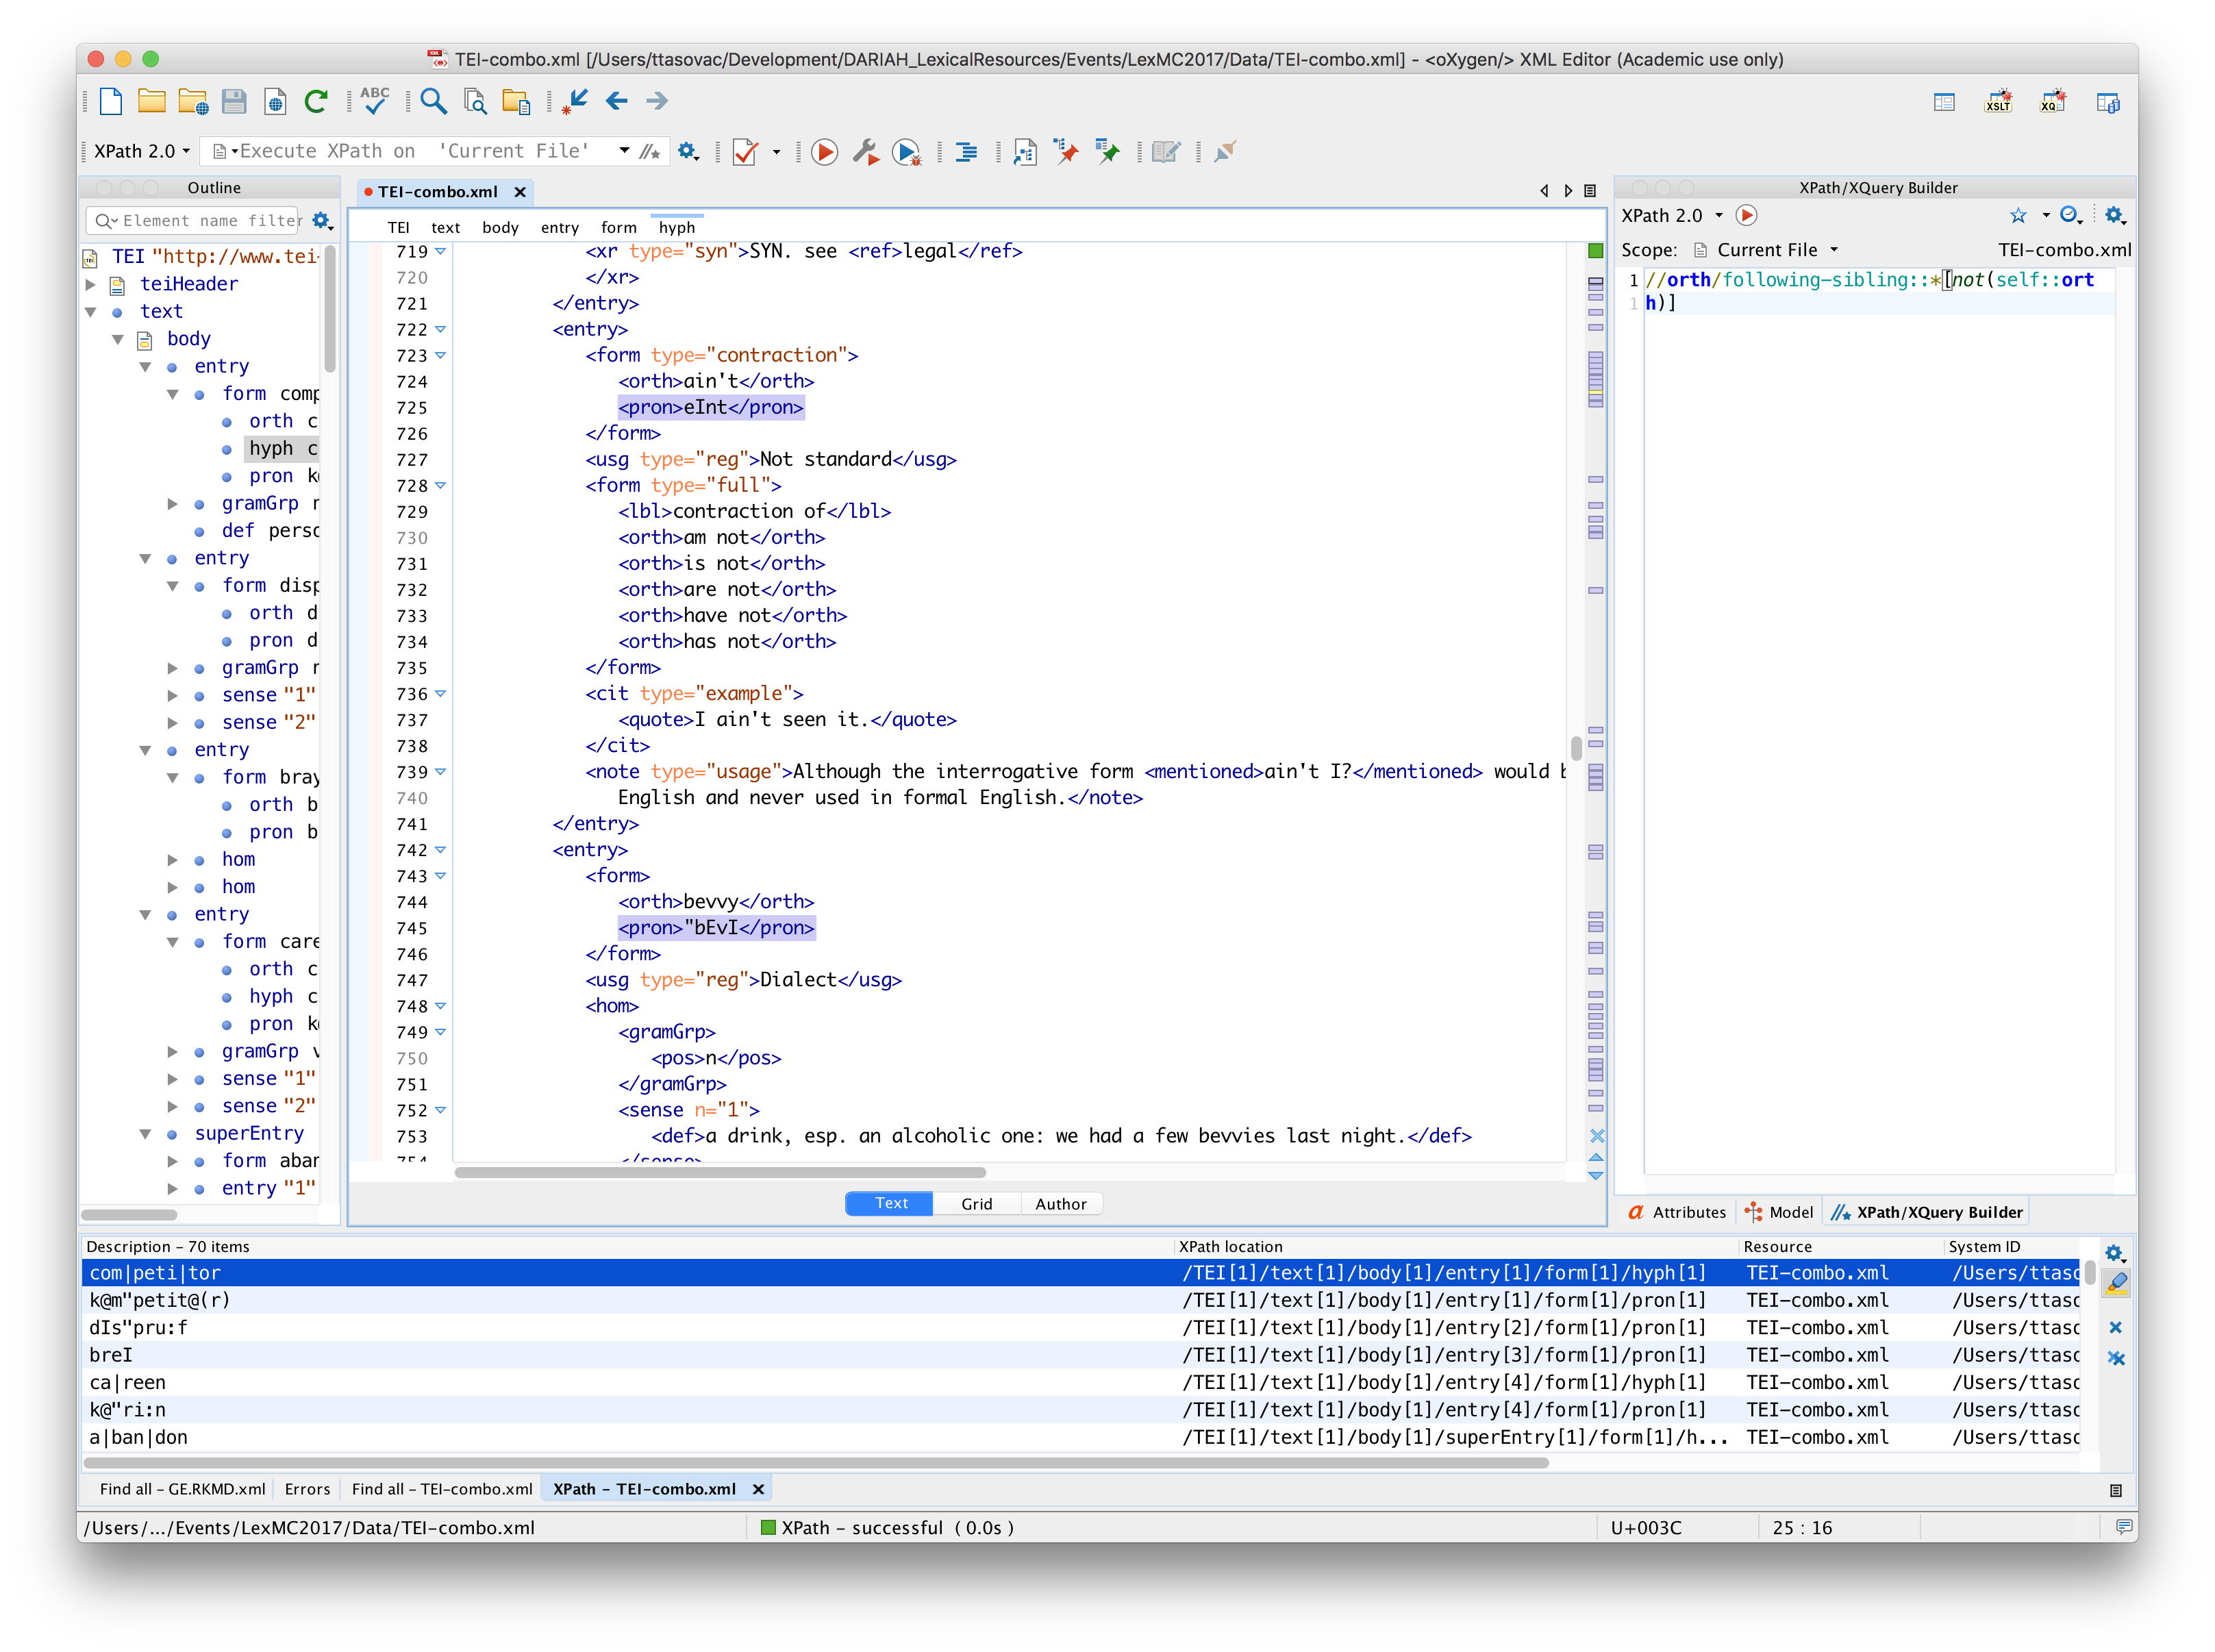 TEI-combo.xml [/Users/ttasovac/Development/DARIAH_LexicalResources/Events/LexMC2017/Data/TEI-combo.xml] - <oXygen/> XML Editor (Academic use only)
ABC
XSLT
XQ
XPath 2.0
Execute XPath on 'Current File'
Outline
Element name filter
TEI "http://www.tei-
teiHeader
text
body
entry
form comp
orth c
hyph c
pron k
gramGrp r
def perso
entry
form disp
orth d
pron d
gramGrp r
sense "1"
sense "2"
entry
form bray
orth b
pron b
hom
hom
entry
form care
orth c
hyph c
pron k
gramGrp v
sense "1"
sense "2"
superEntry
form abar
entry "1"
TEI-combo.xml
TEI text body entry form hyph
719 <xr type="syn">SYN. see <ref>legal</ref>
720 </xr>
721 </entry>
722 <entry>
723 <form type="contraction">
724 <orth>ain't</orth>
725 <pron>eInt</pron>
726 </form>
727 <usg type="reg">Not standard</usg>
728 <form type="full">
729 <lbl>contraction of</lbl>
730 <orth>am not</orth>
731 <orth>is not</orth>
732 <orth>are not</orth>
733 <orth>have not</orth>
734 <orth>has not</orth>
735 </form>
736 <cit type="example">
737 <quote>I ain't seen it.</quote>
738 </cit>
739 <note type="usage">Although the interrogative form <mentioned>ain't I?</mentioned> would b
740 English and never used in formal English.</note>
741 </entry>
742 <entry>
743 <form>
744 <orth>bevvy</orth>
745 <pron>"bEvI</pron>
746 </form>
747 <usg type="reg">Dialect</usg>
748 <hom>
749 <gramGrp>
750 <pos>n</pos>
751 </gramGrp>
752 <sense n="1">
753 <def>a drink, esp. an alcoholic one: we had a few bevvies last night.</def>
754 </sense>
Text Grid Author
XPath/XQuery Builder
XPath 2.0
Scope: Current File TEI-combo.xml
1 //orth/following-sibling::*[not(self::ort
1 h)]
Attributes Model XPath/XQuery Builder
Description - 70 items XPath location Resource System ID
com|peti|tor /TEI[1]/text[1]/body[1]/entry[1]/form[1]/hyph[1] TEI-combo.xml /Users/ttasc
k@m"petit@(r) /TEI[1]/text[1]/body[1]/entry[1]/form[1]/pron[1] TEI-combo.xml /Users/ttasc
dIs"pru:f /TEI[1]/text[1]/body[1]/entry[2]/form[1]/pron[1] TEI-combo.xml /Users/ttasc
breI /TEI[1]/text[1]/body[1]/entry[3]/form[1]/pron[1] TEI-combo.xml /Users/ttasc
ca|reen /TEI[1]/text[1]/body[1]/entry[4]/form[1]/hyph[1] TEI-combo.xml /Users/ttasc
k@"ri:n /TEI[1]/text[1]/body[1]/entry[4]/form[1]/pron[1] TEI-combo.xml /Users/ttasc
a|ban|don /TEI[1]/text[1]/body[1]/superEntry[1]/form[1]/h... TEI-combo.xml /Users/ttasc
Find all - GE.RKMD.xml Errors Find all - TEI-combo.xml XPath - TEI-combo.xml
/Users/.../Events/LexMC2017/Data/TEI-combo.xml XPath - successful (0.0s) U+003C 25 : 16